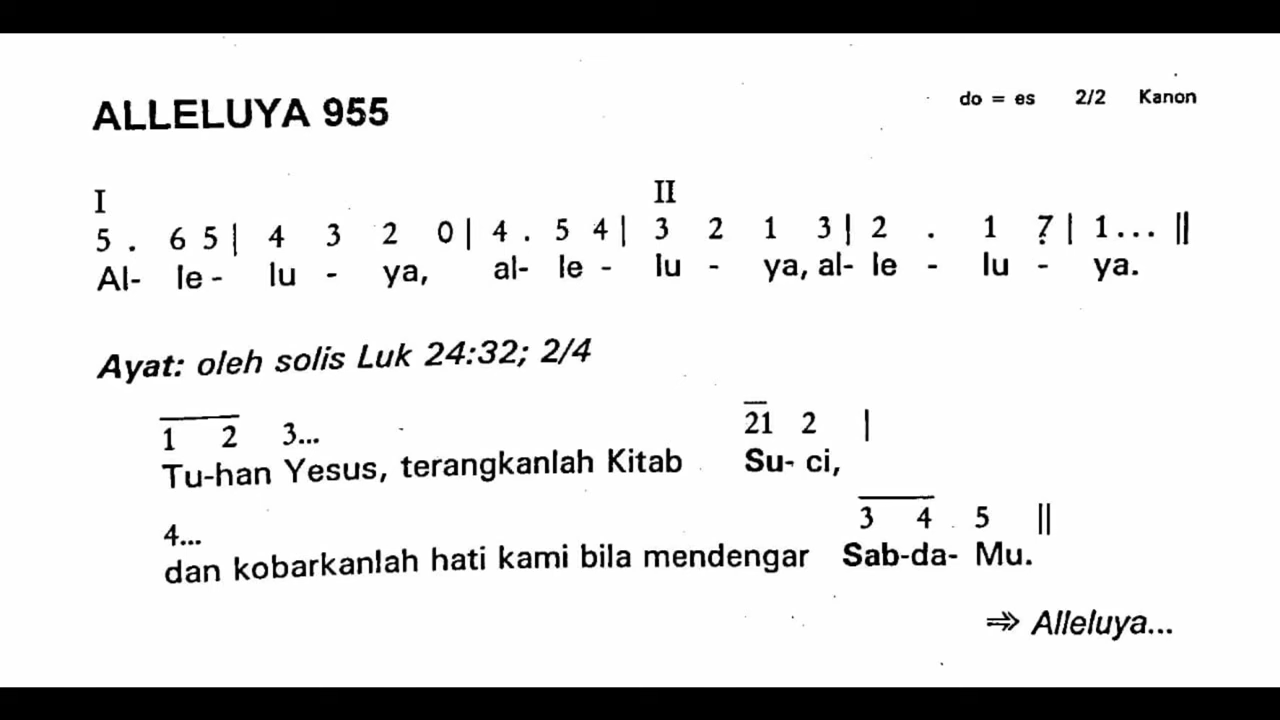 ALLELUYA 955
do = es 2/2 Kanon
I II
5 . 6 5 | 4 3 2 0 | 4 . 5 4 | 3 2 1 3 | 2 . 1 7̣ | 1... ||
Al- le - lu - ya, al- le - lu - ya, al- le - lu - ya.
Ayat: oleh solis Luk 24:32; 2/4
1 2 3... 21 2 |
Tu-han Yesus, terangkanlah Kitab Su- ci,
4... 3 4 5 ||
dan kobarkanlah hati kami bila mendengar Sab-da- Mu.
⇒ Alleluya...